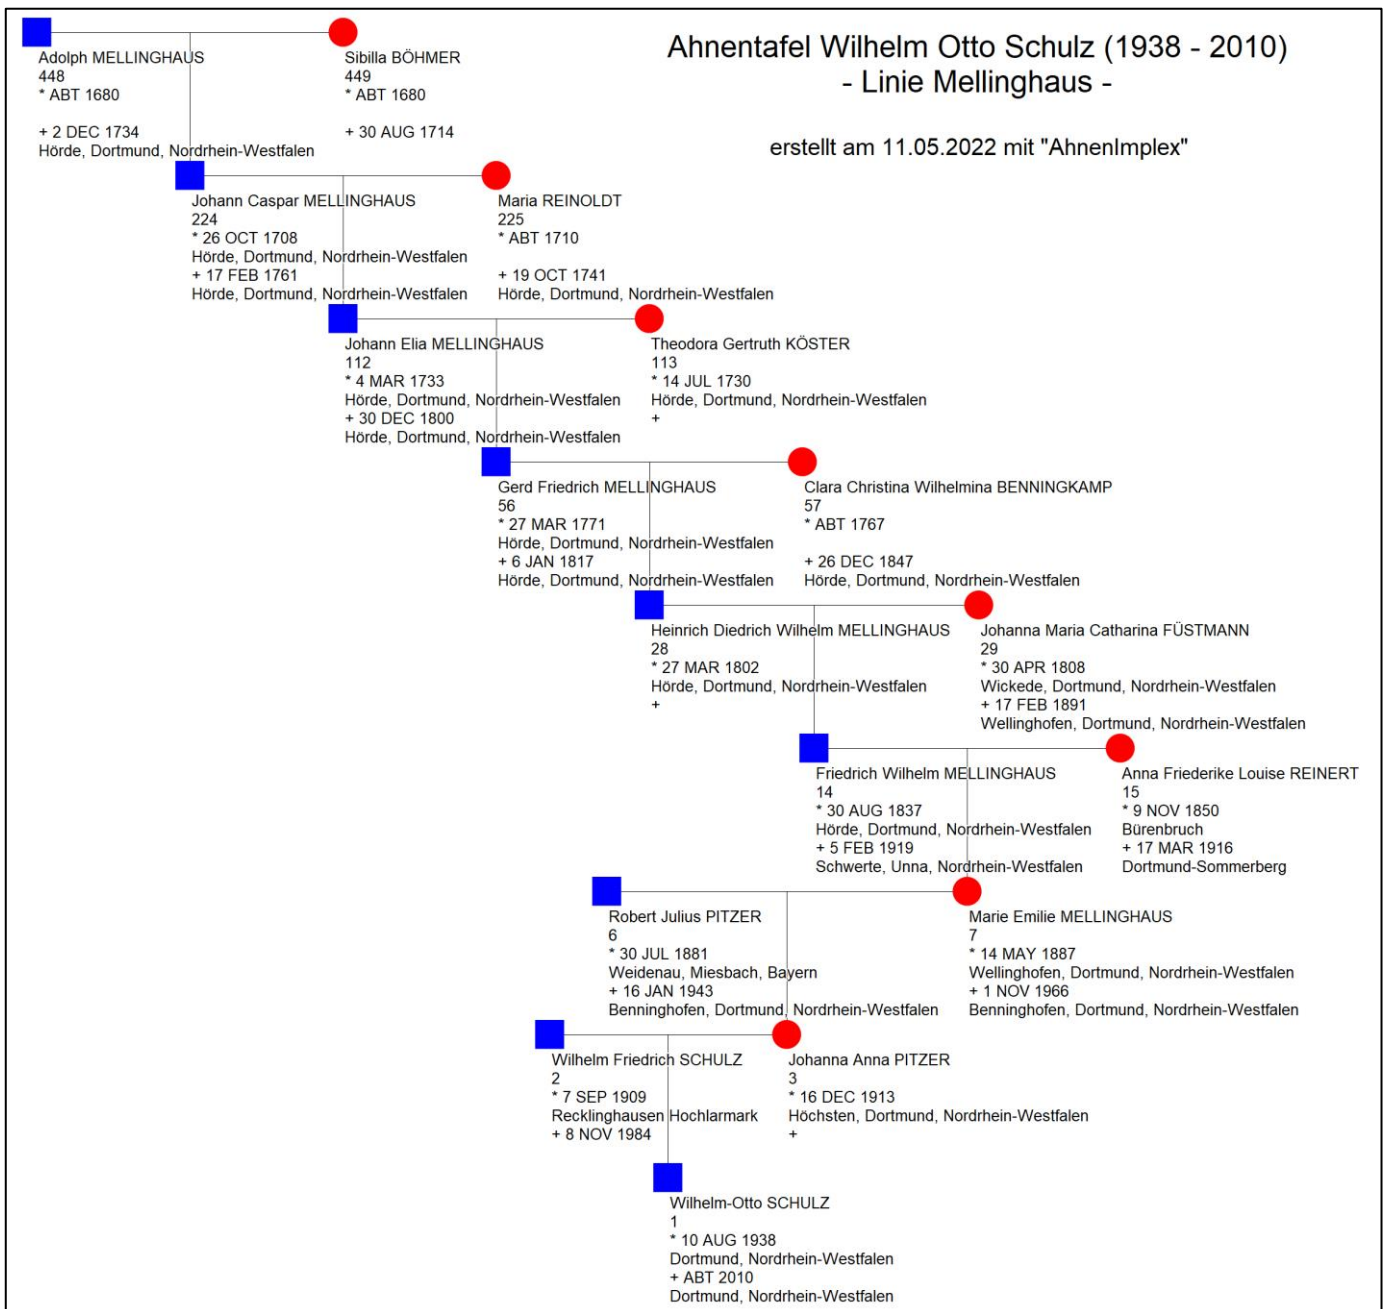 Ahnentafel Wilhelm Otto Schulz (1938 - 2010)
- Linie Mellinghaus -
erstellt am 11.05.2022 mit "AhnenImplex"
Adolph MELLINGHAUS
448
* ABT 1680
+ 2 DEC 1734
Hörde, Dortmund, Nordrhein-Westfalen
Sibilla BÖHMER
449
* ABT 1680
+ 30 AUG 1714
Johann Caspar MELLINGHAUS
224
* 26 OCT 1708
Hörde, Dortmund, Nordrhein-Westfalen
+ 17 FEB 1761
Hörde, Dortmund, Nordrhein-Westfalen
Maria REINOLDT
225
* ABT 1710
+ 19 OCT 1741
Hörde, Dortmund, Nordrhein-Westfalen
Johann Elia MELLINGHAUS
112
* 4 MAR 1733
Hörde, Dortmund, Nordrhein-Westfalen
+ 30 DEC 1800
Hörde, Dortmund, Nordrhein-Westfalen
Theodora Gertruth KÖSTER
113
* 14 JUL 1730
Hörde, Dortmund, Nordrhein-Westfalen
+
Gerd Friedrich MELLINGHAUS
56
* 27 MAR 1771
Hörde, Dortmund, Nordrhein-Westfalen
+ 6 JAN 1817
Hörde, Dortmund, Nordrhein-Westfalen
Clara Christina Wilhelmina BENNINGKAMP
57
* ABT 1767
+ 26 DEC 1847
Hörde, Dortmund, Nordrhein-Westfalen
Heinrich Diedrich Wilhelm MELLINGHAUS
28
* 27 MAR 1802
Hörde, Dortmund, Nordrhein-Westfalen
+
Johanna Maria Catharina FÜSTMANN
29
* 30 APR 1808
Wickede, Dortmund, Nordrhein-Westfalen
+ 17 FEB 1891
Wellinghofen, Dortmund, Nordrhein-Westfalen
Friedrich Wilhelm MELLINGHAUS
14
* 30 AUG 1837
Hörde, Dortmund, Nordrhein-Westfalen
+ 5 FEB 1919
Schwerte, Unna, Nordrhein-Westfalen
Anna Friederike Louise REINERT
15
* 9 NOV 1850
Bürenbruch
+ 17 MAR 1916
Dortmund-Sommerberg
Robert Julius PITZER
6
* 30 JUL 1881
Weidenau, Miesbach, Bayern
+ 16 JAN 1943
Benninghofen, Dortmund, Nordrhein-Westfalen
Marie Emilie MELLINGHAUS
7
* 14 MAY 1887
Wellinghofen, Dortmund, Nordrhein-Westfalen
+ 1 NOV 1966
Benninghofen, Dortmund, Nordrhein-Westfalen
Wilhelm Friedrich SCHULZ
2
* 7 SEP 1909
Recklinghausen Hochlarmark
+ 8 NOV 1984
Johanna Anna PITZER
3
* 16 DEC 1913
Höchsten, Dortmund, Nordrhein-Westfalen
+
Wilhelm-Otto SCHULZ
1
* 10 AUG 1938
Dortmund, Nordrhein-Westfalen
+ ABT 2010
Dortmund, Nordrhein-Westfalen